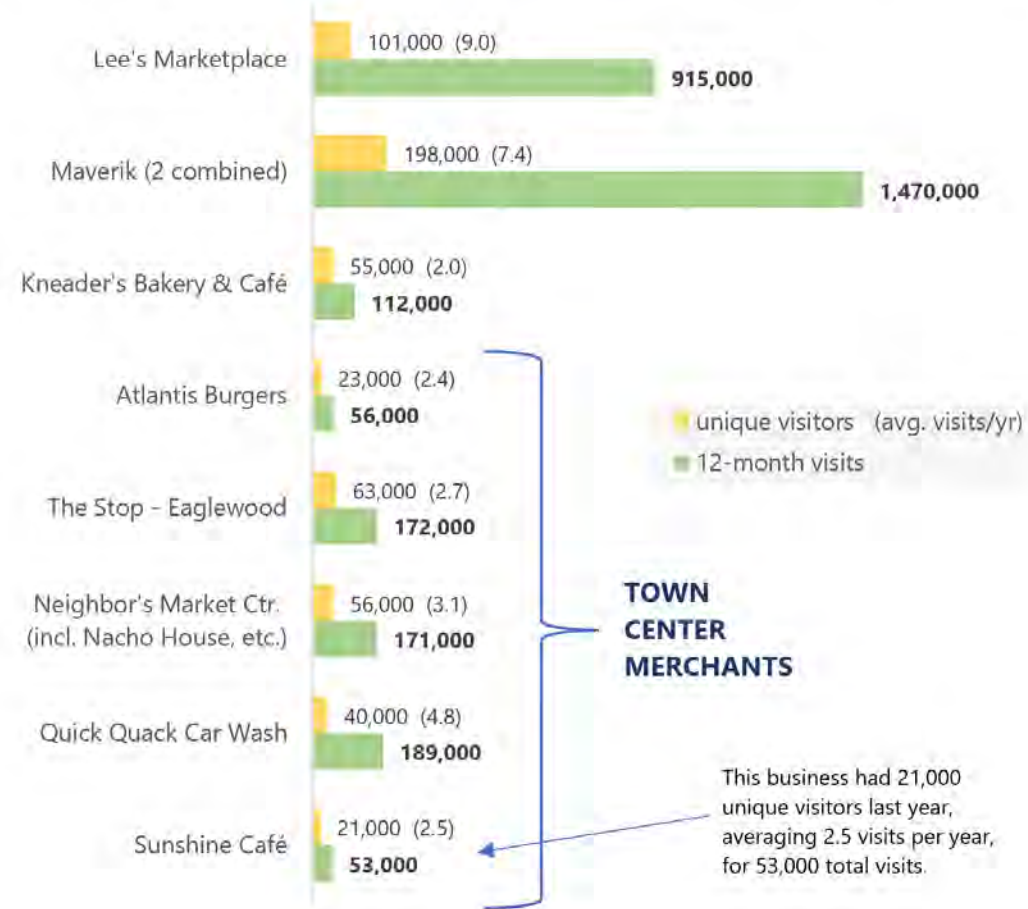 Lee's Marketplace
101,000 (9.0)
915,000
Maverik (2 combined)
198,000 (7.4)
1,470,000
Kneader's Bakery & Café
55,000 (2.0)
112,000
Atlantis Burgers
23,000 (2.4)
56,000
unique visitors (avg. visits/yr)
12-month visits
The Stop - Eaglewood
63,000 (2.7)
172,000
Neighbor's Market Ctr.
(incl. Nacho House, etc.)
56,000 (3.1)
171,000
TOWN
CENTER
MERCHANTS
Quick Quack Car Wash
40,000 (4.8)
189,000
Sunshine Café
21,000 (2.5)
53,000
This business had 21,000
unique visitors last year,
averaging 2.5 visits per year,
for 53,000 total visits.